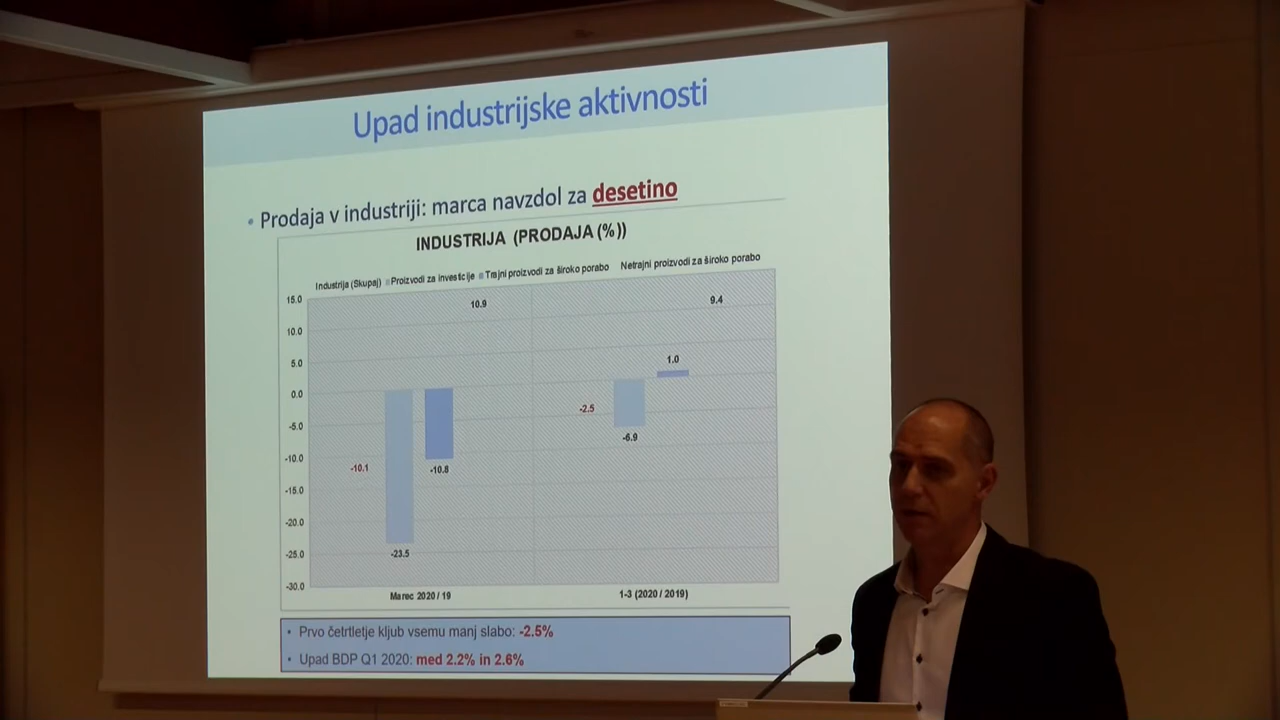 Upad industrijske aktivnosti
• Prodaja v industriji: marca navzdol za desetino
INDUSTRIJA (PRODAJA (%))
Industrija (Skupaj) Proizvodi za investicije Trajni proizvodi za široko porabo Netrajni proizvodi za široko porabo
15.0
10.0
5.0
0.0
-5.0
-10.0
-15.0
-20.0
-25.0
-30.0
10.9
9.4
1.0
-2.5
-6.9
-10.1
-10.8
-23.5
Marec 2020 / 19
1-3 (2020 / 2019)
• Prvo četrtletje kljub vsemu manj slabo: -2.5%
• Upad BDP Q1 2020: med 2.2% in 2.6%